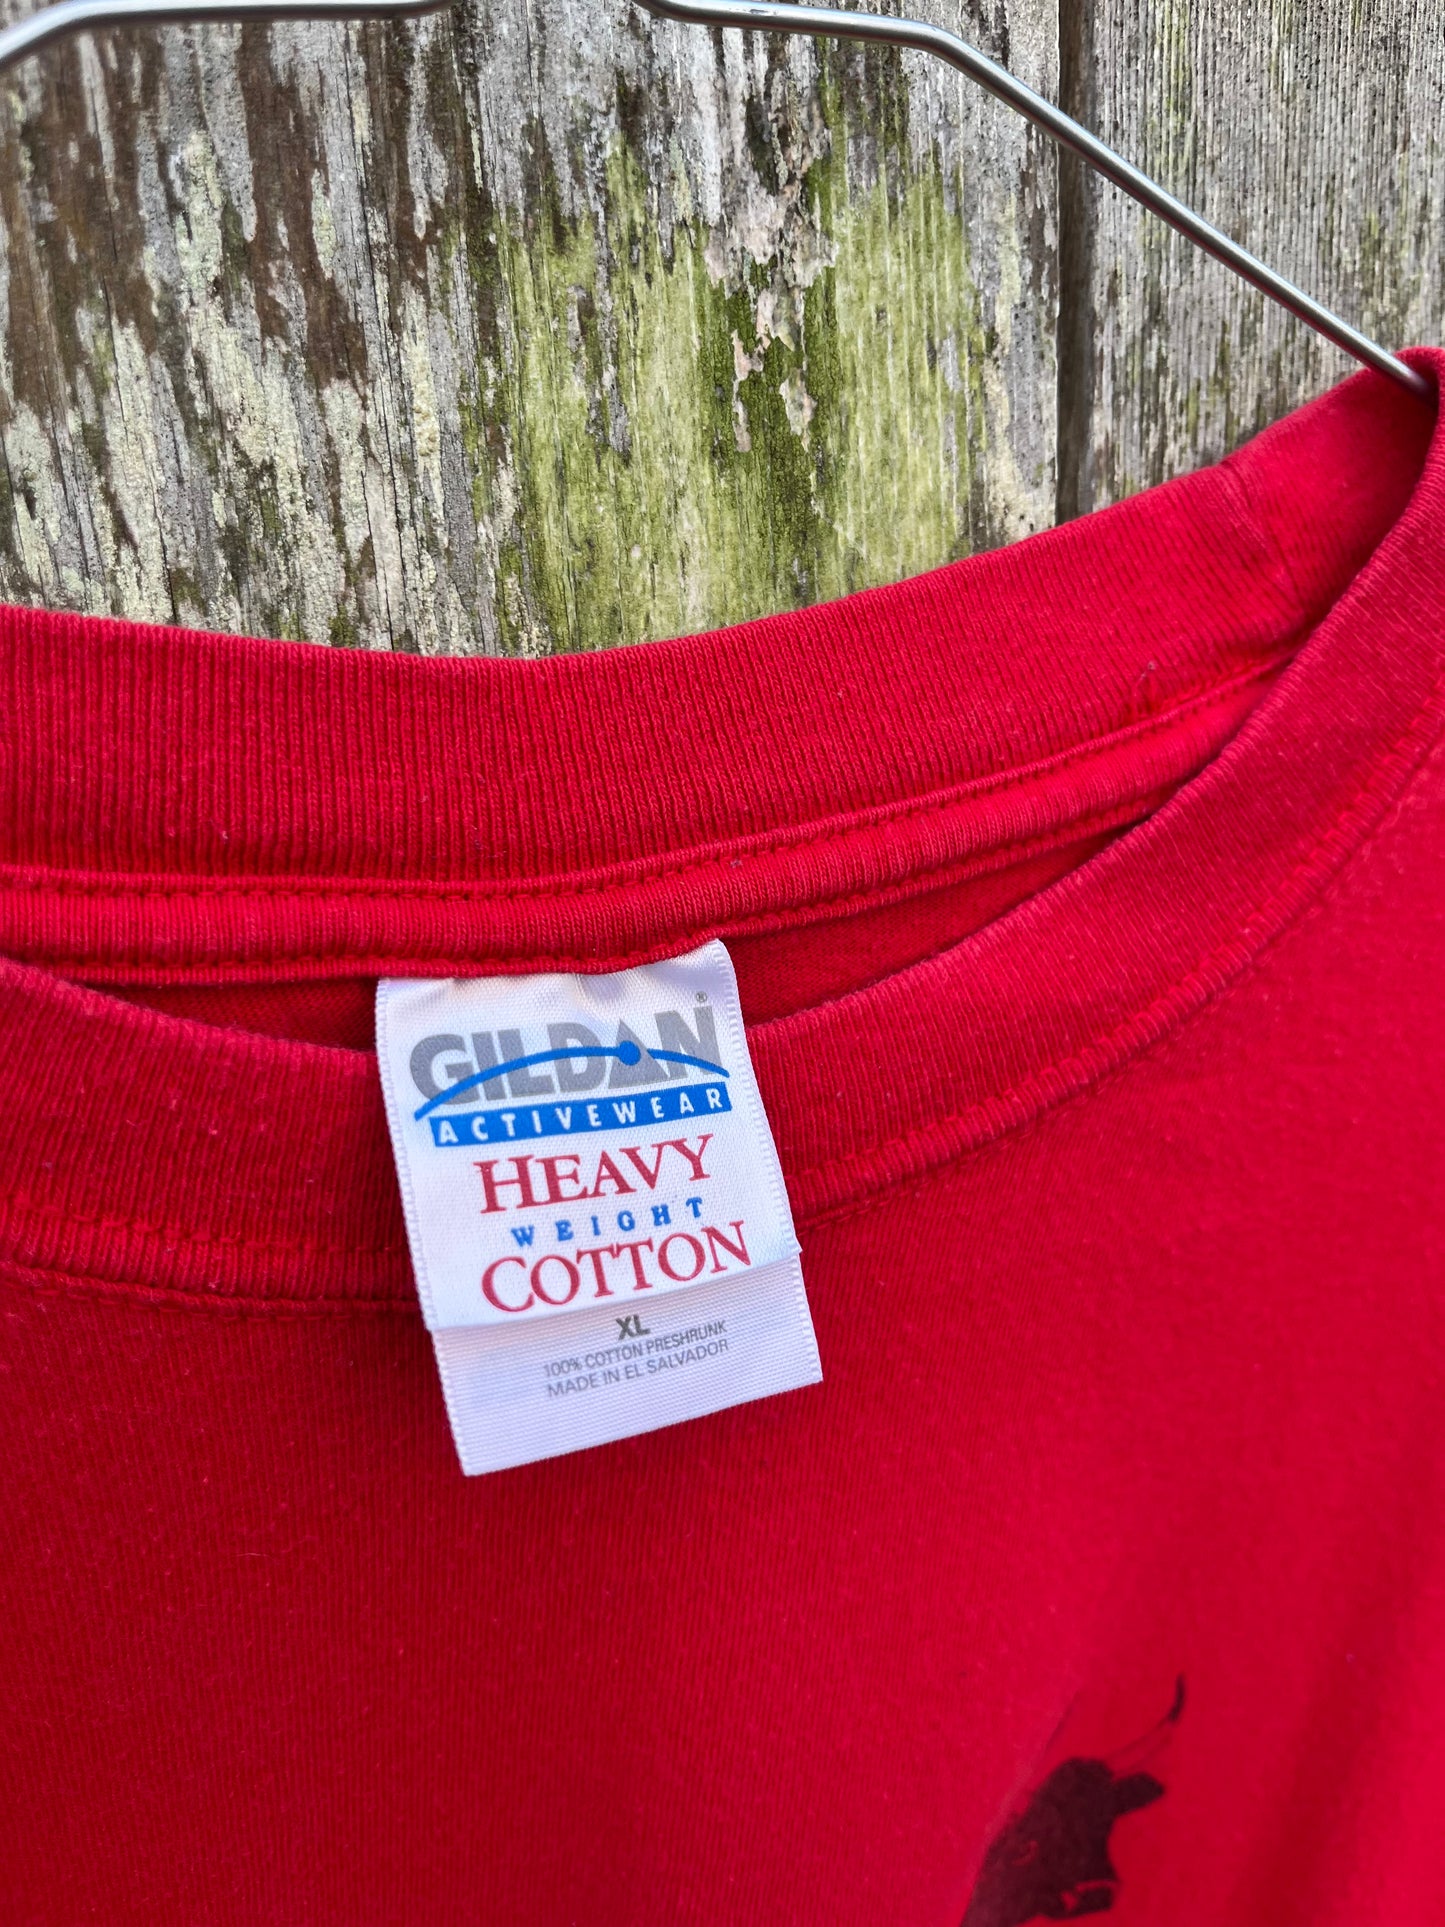 GILDAN®
ACTIVEWEAR
HEAVY
WEIGHT
COTTON
XL
100% COTTON PRESHRUNK
MADE IN EL SALVADOR